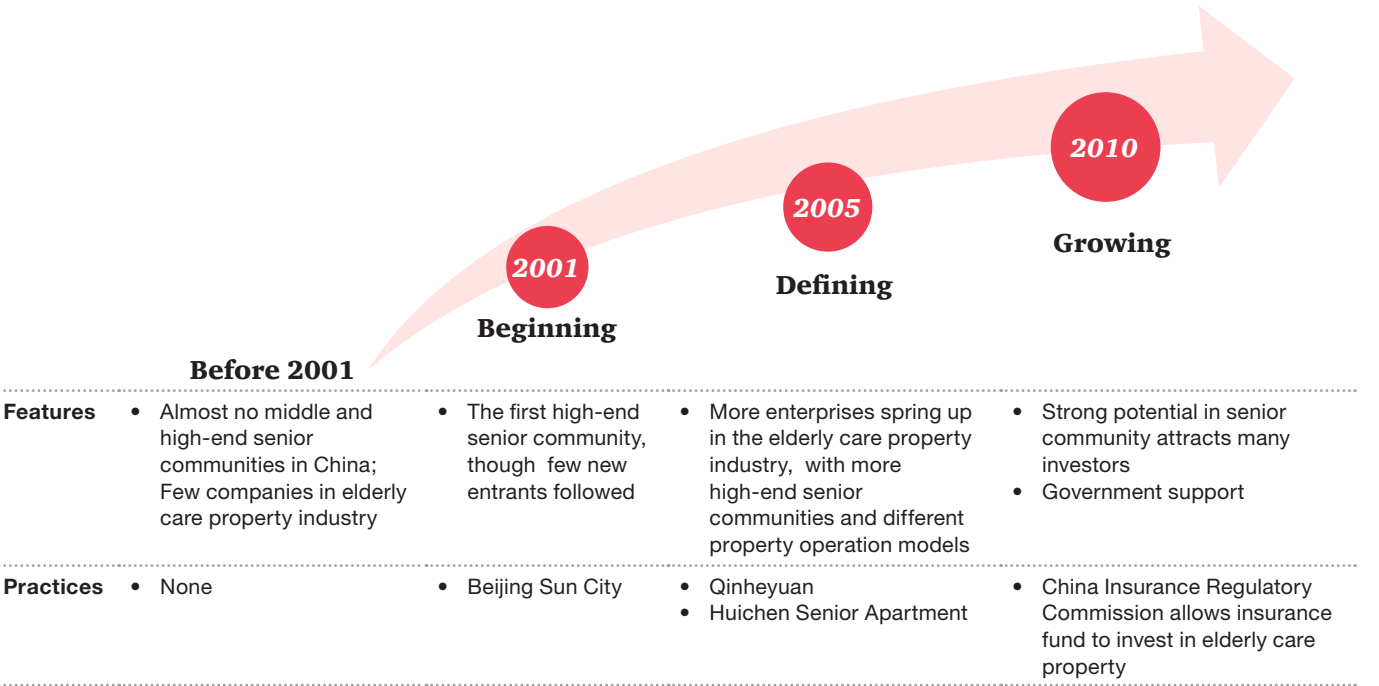 2010
2005
Growing
2001
Defining
Beginning
Before 2001
Features
• Almost no middle and
high-end senior
communities in China;
Few companies in elderly
care property industry
• The first high-end
senior community,
though few new
entrants followed
• More enterprises spring up
in the elderly care property
industry, with more
high-end senior
communities and different
property operation models
• Strong potential in senior
community attracts many
investors
• Government support
Practices
• None
• Beijing Sun City
• Qinheyuan
• Huichen Senior Apartment
• China Insurance Regulatory
Commission allows insurance
fund to invest in elderly care
property